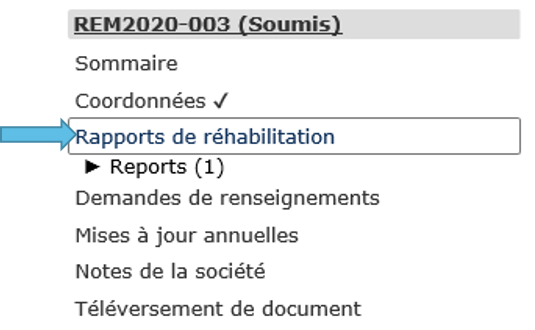 REM2020-003 (Soumis)
Sommaire
Coordonnées ✓
Rapports de réhabilitation
► Reports (1)
Demandes de renseignements
Mises à jour annuelles
Notes de la société
Téléversement de document